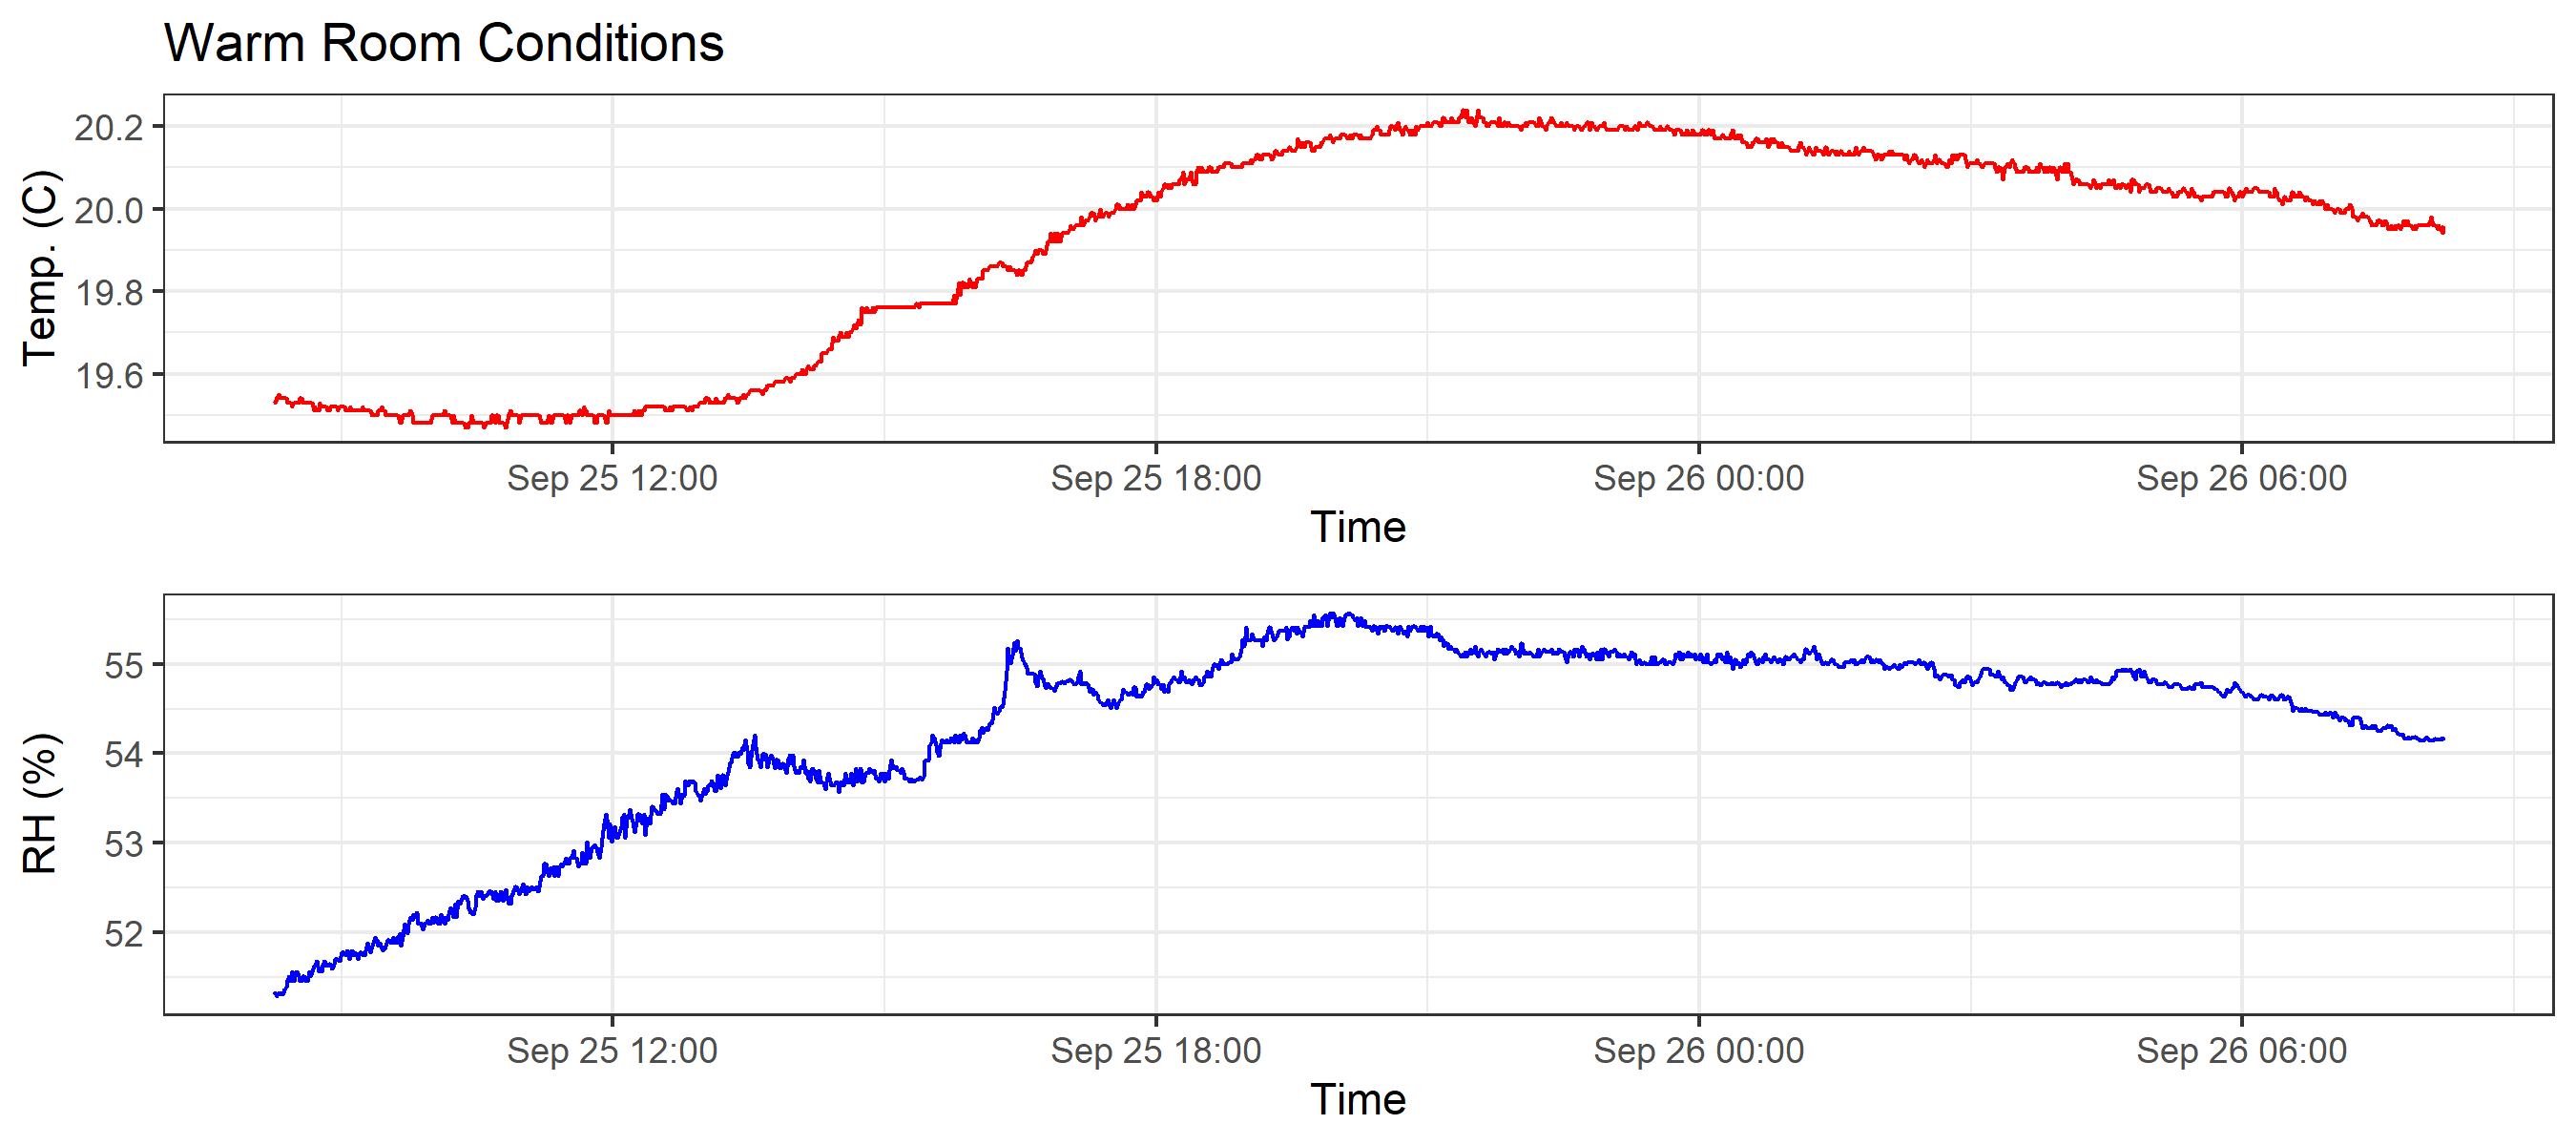 Warm Room Conditions
Temp. (C)
20.2
20.0
19.8
19.6
Sep 25 12:00 Sep 25 18:00 Sep 26 00:00 Sep 26 06:00
Time
RH (%)
55
54
53
52
Sep 25 12:00 Sep 25 18:00 Sep 26 00:00 Sep 26 06:00
Time